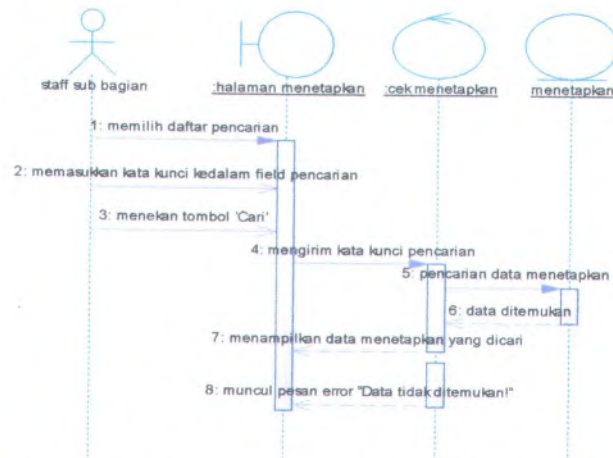 staff sub bagian
:halaman menetapkan
:cek menetapkan
menetapkan
1: memilih daftar pencarian
2: memasukkan kata kunci kedalam field pencarian
3: menekan tombol 'Cari'
4: mengirim kata kunci pencarian
5: pencarian data menetapkan
6: data ditemukan
7: menampilkan data menetapkan yang dicari
8: muncul pesan error "Data tidak ditemukan!"